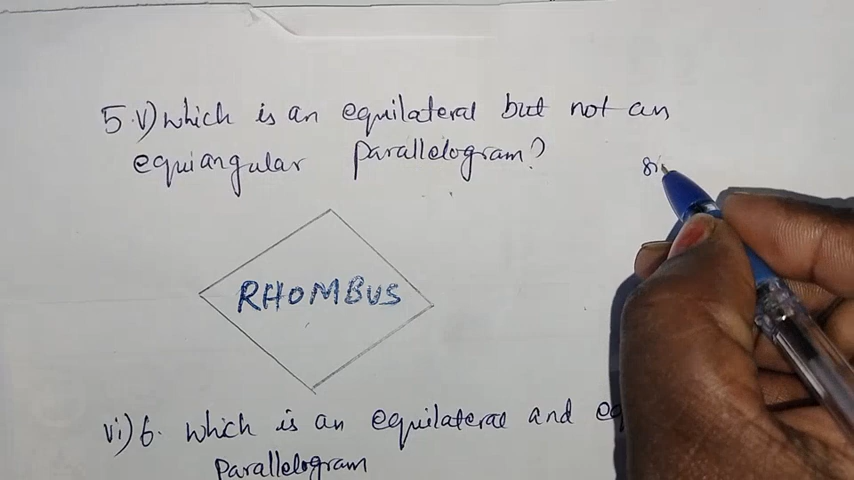 5.v) which is an equilateral but not an
equiangular parallelogram?
RHOMBUS
vi) 6. which is an equilateral and
parallelogram